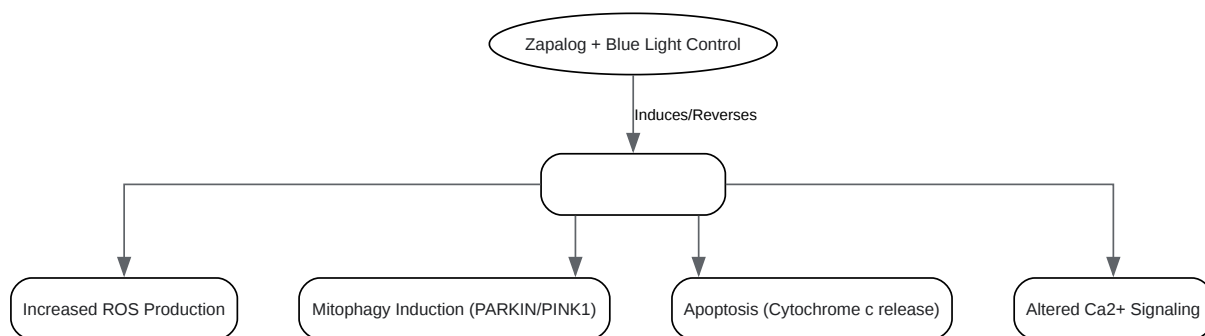 Zapalog + Blue Light Control
Induces/Reverses
Increased ROS Production
Mitophagy Induction (PARKIN/PINK1)
Apoptosis (Cytochrome c release)
Altered Ca2+ Signaling